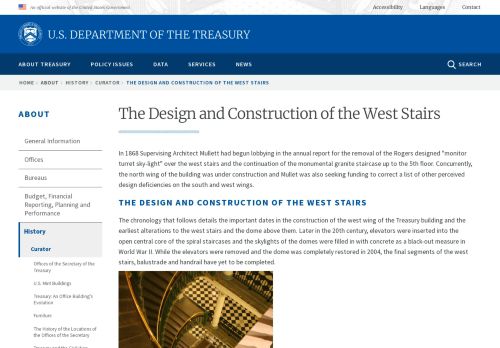 An official website of the United States Government
Accessibility Languages Contact
U.S. DEPARTMENT OF THE TREASURY
ABOUT TREASURY POLICY ISSUES DATA SERVICES NEWS SEARCH
HOME ABOUT HISTORY CURATOR THE DESIGN AND CONSTRUCTION OF THE WEST STAIRS
ABOUT
General Information
Offices
Bureaus
Budget, Financial
Reporting, Planning and
Performance
History
Curator
Offices of the Secretary of the
Treasury
U.S. Mint Buildings
Treasury: An Office Building's
Evolution
Furniture
The History of the Locations of
the Offices of the Secretary
The Design and Construction of the West Stairs
In 1868 Supervising Architect Mullett had begun lobbying in the annual report for the removal of the Rogers designed "monitor
turret sky-light" over the west stairs and the continuation of the monumental granite staircase up to the 5th floor. Concurrently,
the north wing of the building was under construction and Mullet was also seeking funding to correct a list of other perceived
design deficiencies on the south and west wings.
THE DESIGN AND CONSTRUCTION OF THE WEST STAIRS
The chronology that follows details the important dates in the construction of the west wing of the Treasury building and the
earliest alterations to the west stairs and the dome above them. Later in the 20th century, elevators were inserted into the
open central core of the spiral staircases and the skylights of the domes were filled in with concrete as a black-out measure in
World War II. While the elevators were removed and the dome was completely restored in 2004, the final segments of the west
stairs, balustrade and handrail have yet to be completed.